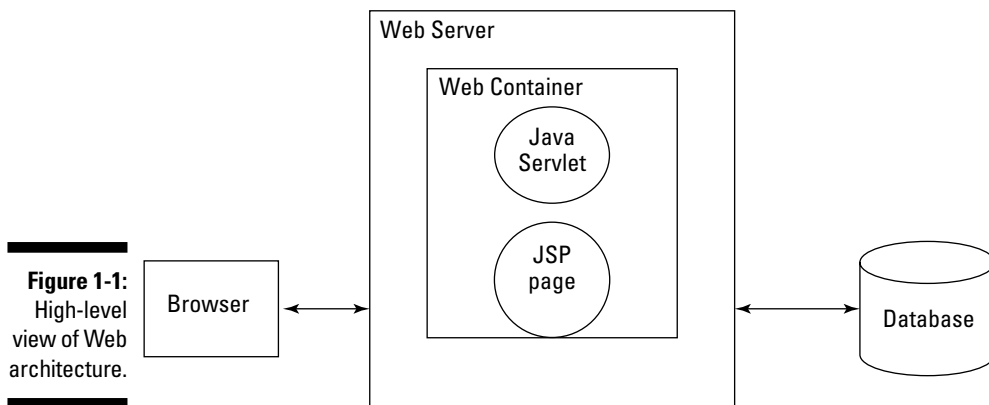 Web Server
Web Container
Java
Servlet
JSP
page
Figure 1-1:
High-level
view of Web
architecture.
Browser
Database